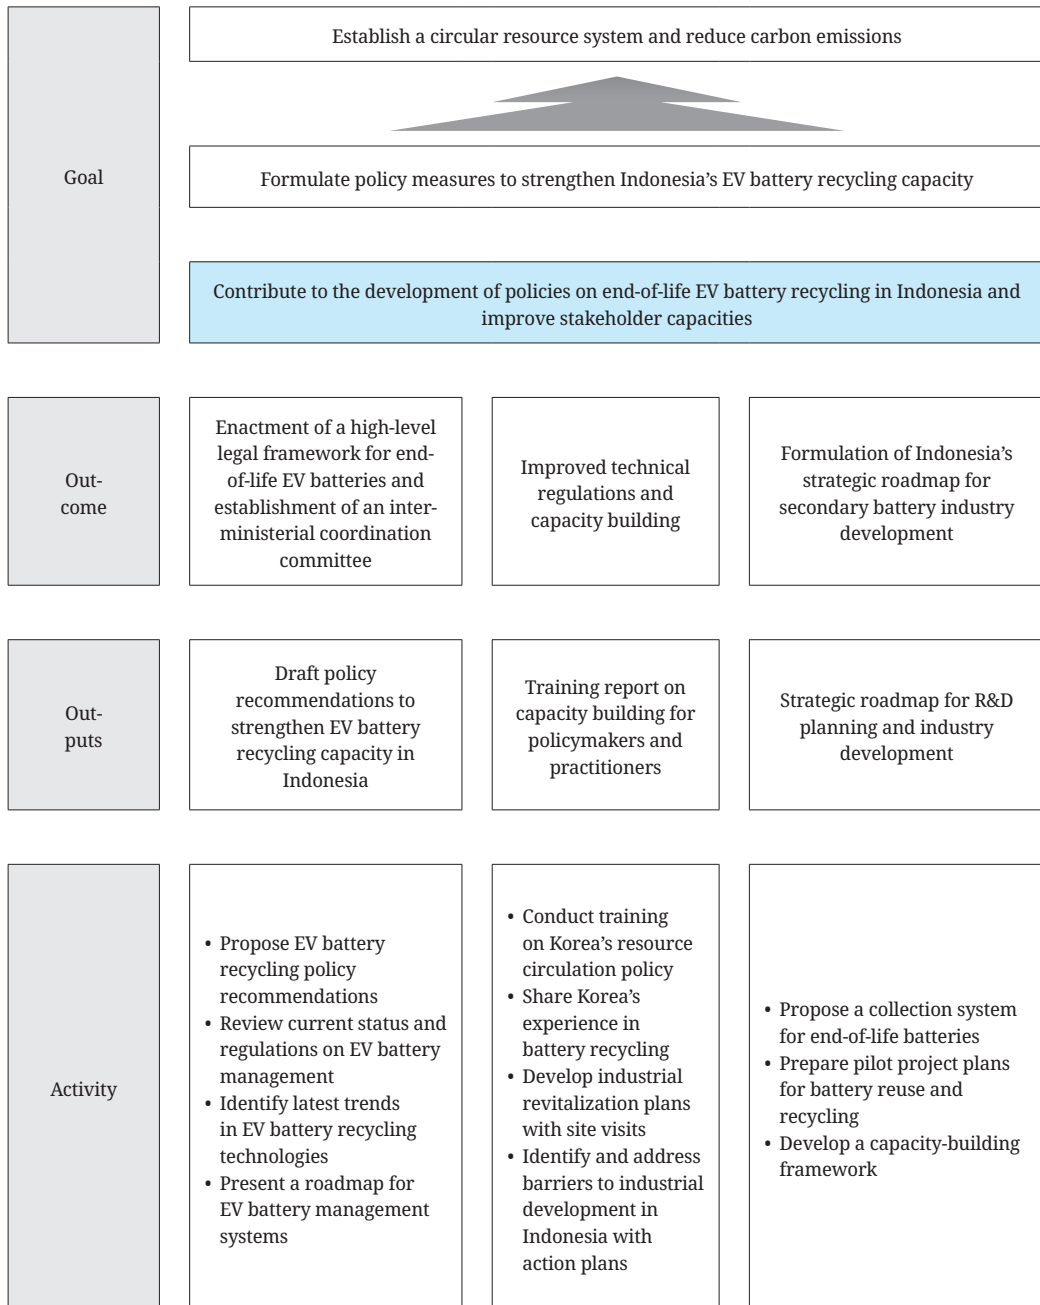 Goal
Establish a circular resource system and reduce carbon emissions
Formulate policy measures to strengthen Indonesia’s EV battery recycling capacity
Contribute to the development of policies on end-of-life EV battery recycling in Indonesia and
improve stakeholder capacities
Out-
come
Enactment of a high-level
legal framework for end-
of-life EV batteries and
establishment of an inter-
ministerial coordination
committee
Improved technical
regulations and
capacity building
Formulation of Indonesia’s
strategic roadmap for
secondary battery industry
development
Out-
puts
Draft policy
recommendations to
strengthen EV battery
recycling capacity in
Indonesia
Training report on
capacity building for
policymakers and
practitioners
Strategic roadmap for R&D
planning and industry
development
Activity
• Propose EV battery
recycling policy
recommendations
• Review current status and
regulations on EV battery
management
• Identify latest trends
in EV battery recycling
technologies
• Present a roadmap for
EV battery management
systems
• Conduct training
on Korea’s resource
circulation policy
• Share Korea’s
experience in
battery recycling
• Develop industrial
revitalization plans
with site visits
• Identify and address
barriers to industrial
development in
Indonesia with
action plans
• Propose a collection system
for end-of-life batteries
• Prepare pilot project plans
for battery reuse and
recycling
• Develop a capacity-building
framework